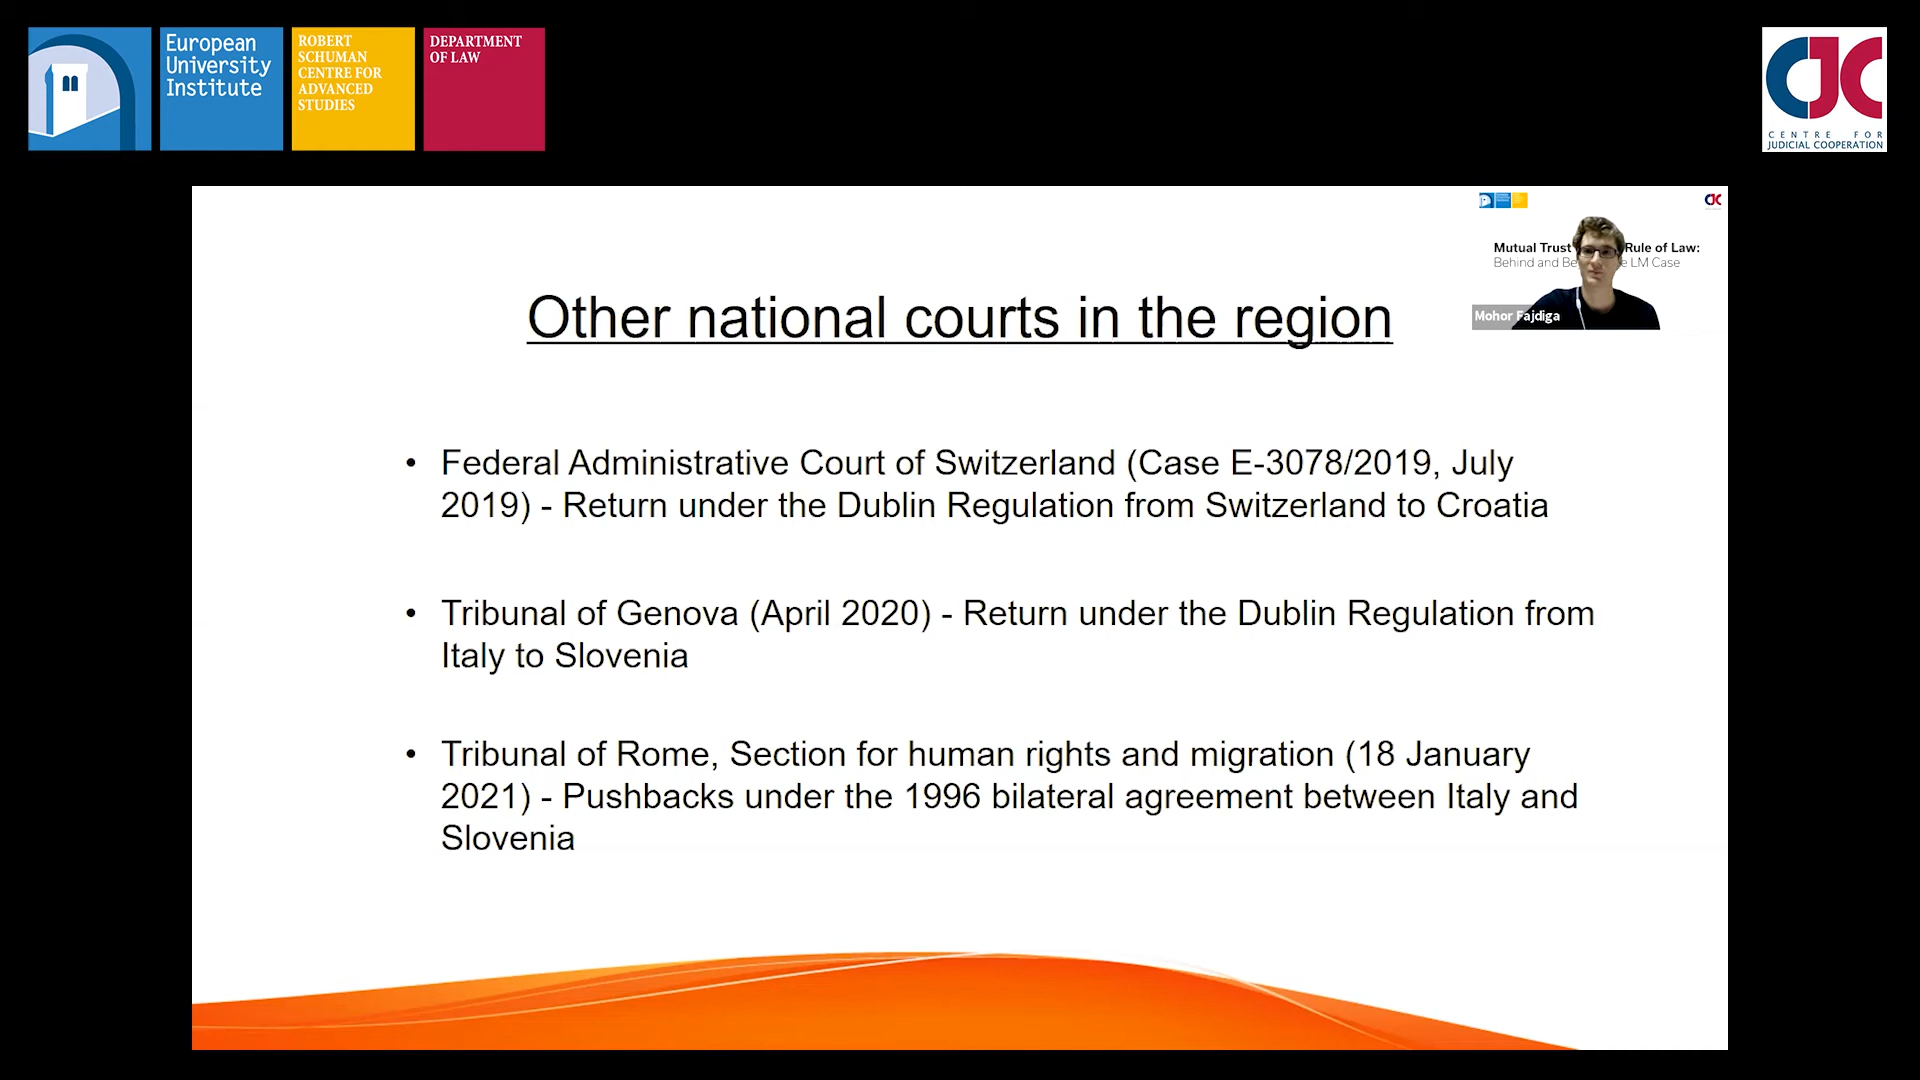 European
University
Institute
ROBERT
SCHUMAN
CENTRE FOR
ADVANCED
STUDIES
DEPARTMENT
OF LAW
CJC
CENTRE FOR
JUDICIAL COOPERATION
CJC
Mutual Trust Rule of Law:
Behind and Be LM Case
Mohor Fajdiga
Other national courts in the region
• Federal Administrative Court of Switzerland (Case E-3078/2019, July
2019) - Return under the Dublin Regulation from Switzerland to Croatia
• Tribunal of Genova (April 2020) - Return under the Dublin Regulation from
Italy to Slovenia
• Tribunal of Rome, Section for human rights and migration (18 January
2021) - Pushbacks under the 1996 bilateral agreement between Italy and
Slovenia